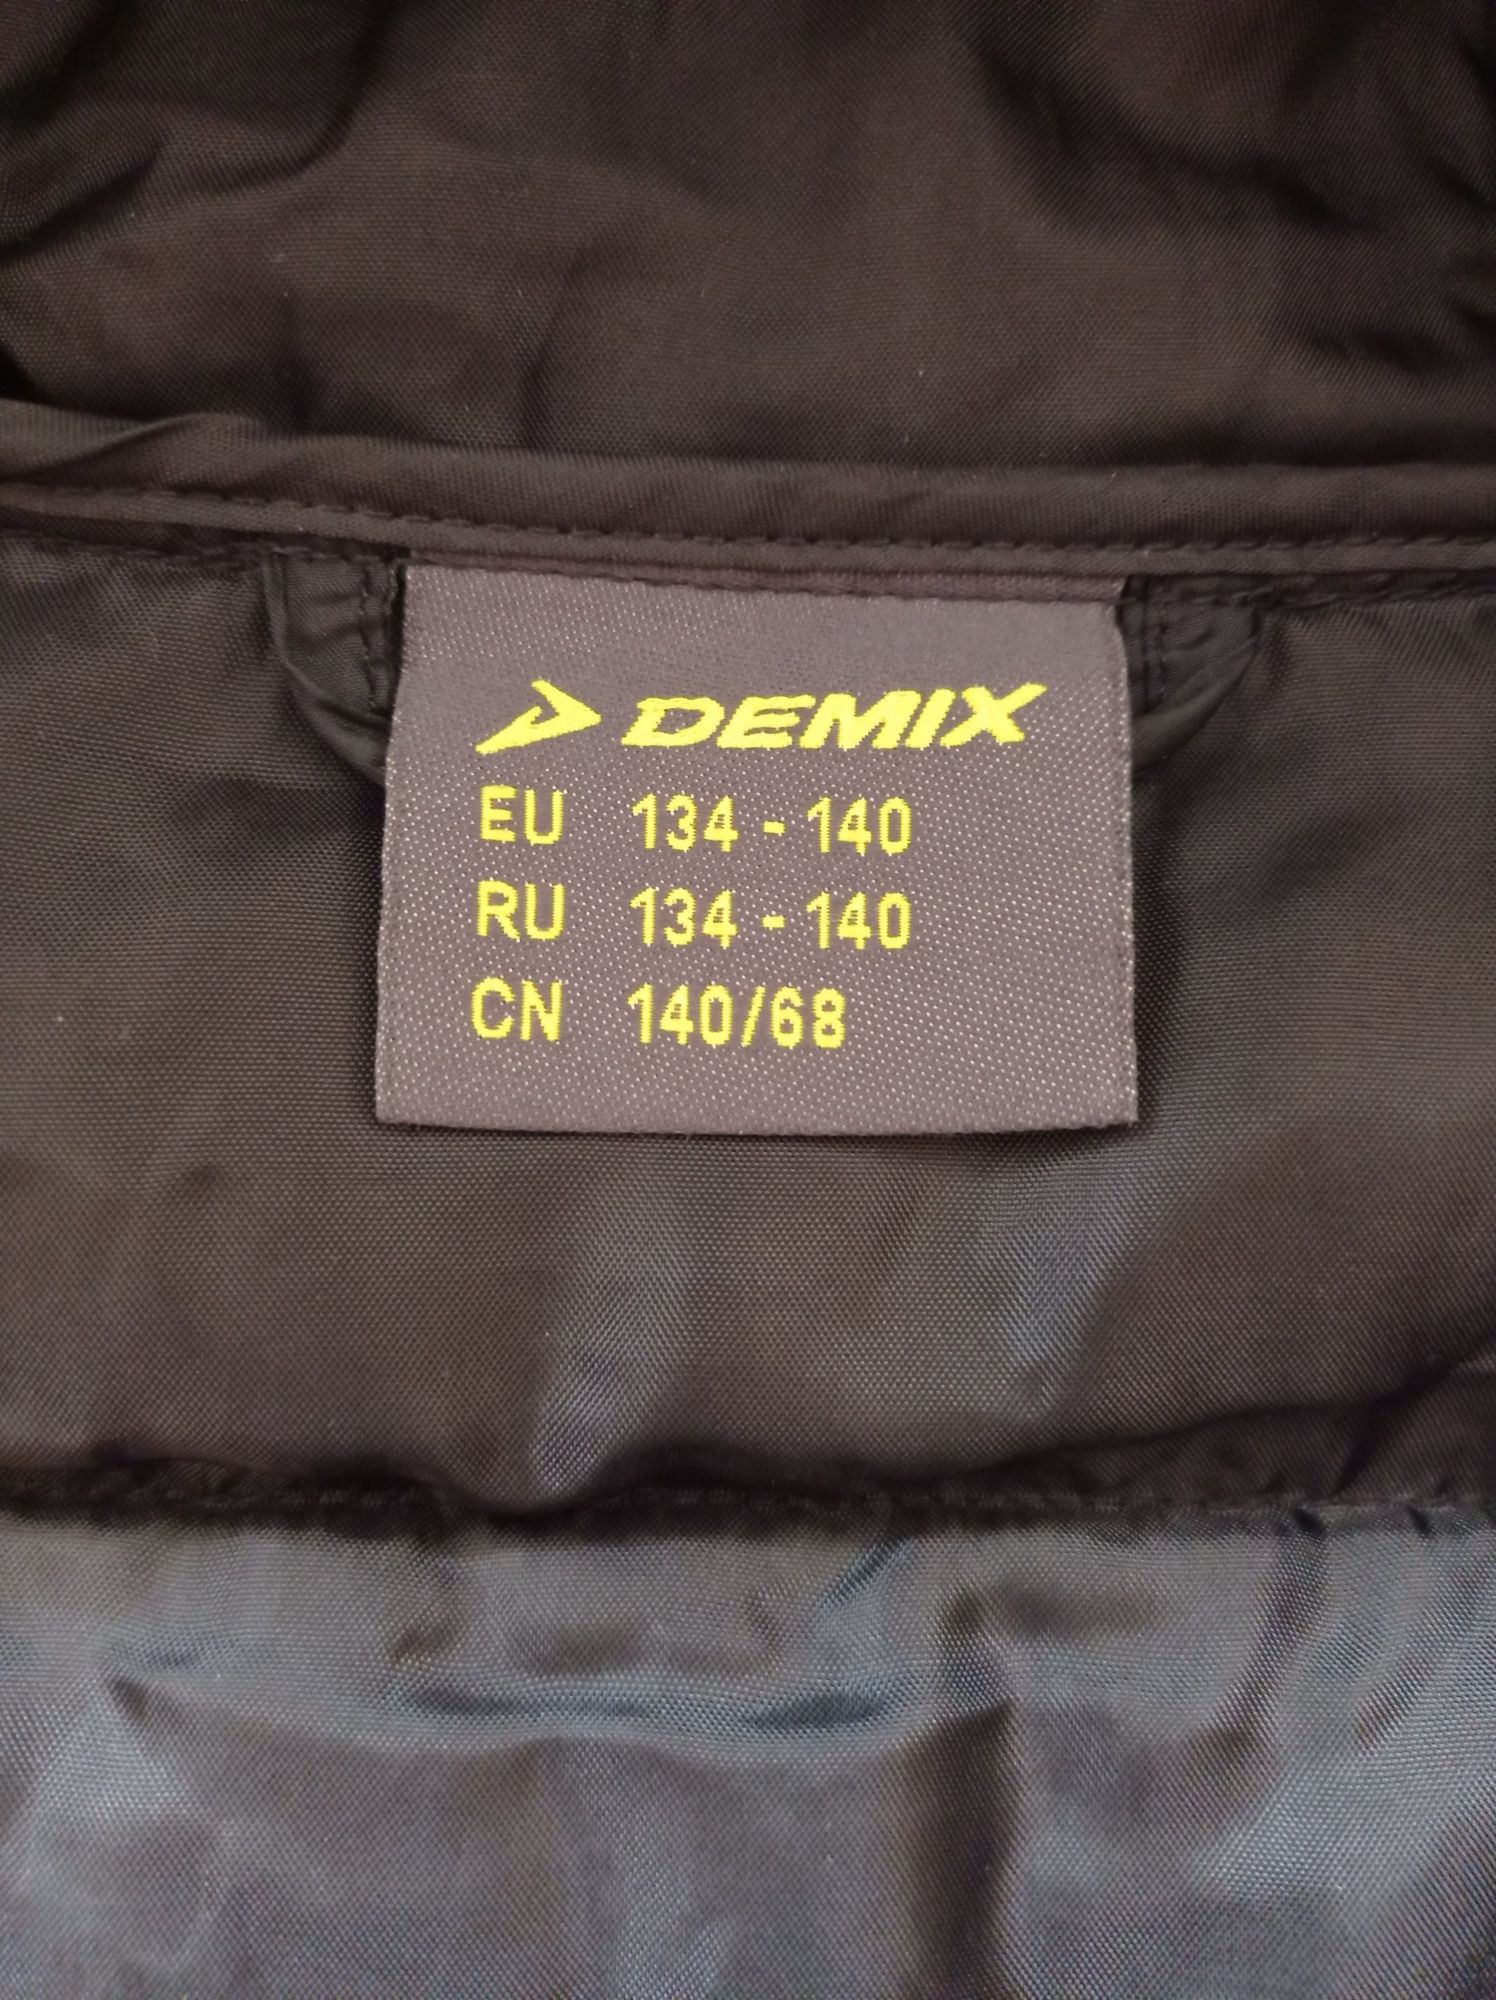 DEMIX
EU 134 - 140
RU 134 - 140
CN 140/68